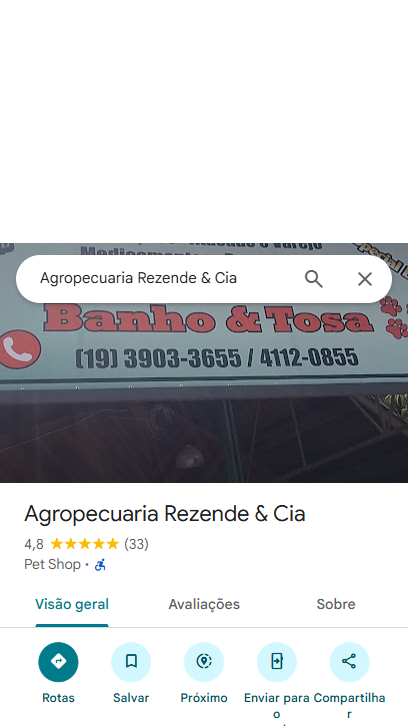 Agropecuaria Rezende & Cia
Banho & Tosa
(19) 3903-3655 / 4112-0855
Agropecuaria Rezende & Cia
4,8 (33)
Pet Shop ·
Visão geral
Avaliações
Sobre
Rotas
Salvar
Próximo
Enviar para o
Compartilhar